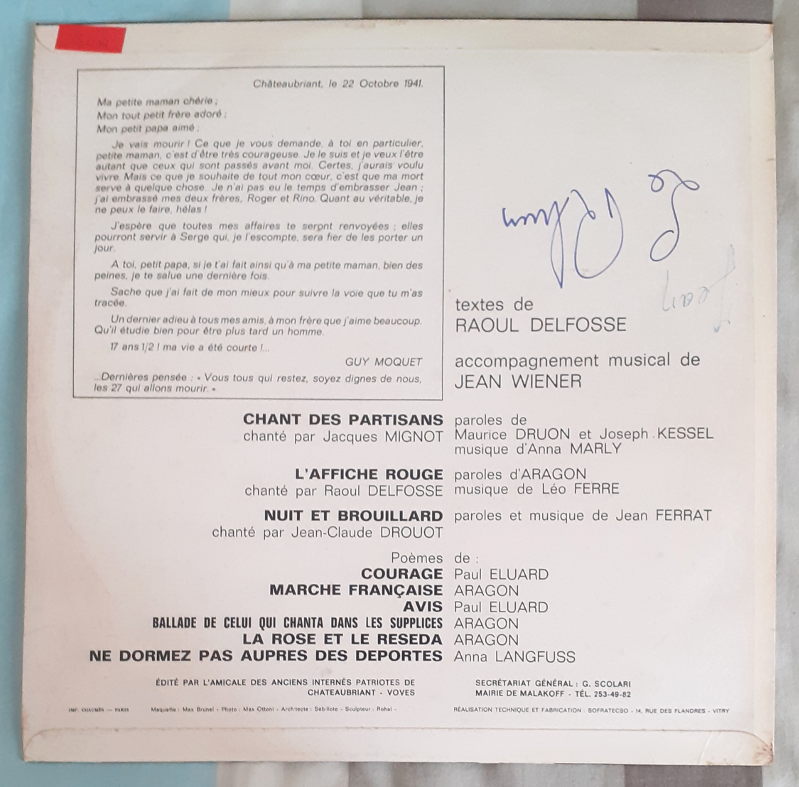 Châteaubriant, le 22 Octobre 1941.
Ma petite maman chérie ;
Mon tout petit frère adoré ;
Mon petit papa aimé ;
Je vais mourir ! Ce que je vous demande, à toi en particulier,
petite maman, c'est d'être très courageuse. Je le suis et je veux l'être
autant que ceux qui sont passés avant moi. Certes, j'aurais voulu
vivre. Mais ce que je souhaite de tout mon cœur, c'est que ma mort
serve à quelque chose. Je n'ai pas eu le temps d'embrasser Jean ;
j'ai embrassé mes deux frères, Roger et Rino. Quant au véritable, je
ne peux le faire, hélas !
J'espère que toutes mes affaires te seront renvoyées ; elles
pourront servir à Serge qui, je l'escompte, sera fier de les porter un
jour.
A toi, petit papa, si je t'ai fait ainsi qu'à ma petite maman, bien des
peines, je te salue une dernière fois.
Sache que j'ai fait de mon mieux pour suivre la voie que tu m'as
tracée.
Un dernier adieu à tous mes amis, à mon frère que j'aime beaucoup.
Qu'il étudie bien pour être plus tard un homme.
17 ans 1/2 ! ma vie a été courte !...
GUY MOQUET
...Dernières pensée : « Vous tous qui restez, soyez dignes de nous,
les 27 qui allons mourir. »
textes de
RAOUL DELFOSSE
accompagnement musical de
JEAN WIENER
CHANT DES PARTISANS paroles de
chanté par Jacques MIGNOT Maurice DRUON et Joseph KESSEL
musique d'Anna MARLY
L'AFFICHE ROUGE paroles d'ARAGON
chanté par Raoul DELFOSSE musique de Léo FERRE
NUIT ET BROUILLARD paroles et musique de Jean FERRAT
chanté par Jean-Claude DROUOT
Poèmes de :
COURAGE Paul ELUARD
MARCHE FRANÇAISE ARAGON
AVIS Paul ELUARD
BALLADE DE CELUI QUI CHANTA DANS LES SUPPLICES ARAGON
LA ROSE ET LE RESEDA ARAGON
NE DORMEZ PAS AUPRES DES DEPORTES Anna LANGFUSS
ÉDITÉ PAR L'AMICALE DES ANCIENS INTERNÉS PATRIOTES DE
CHATEAUBRIANT - VOVES
SECRÉTARIAT GÉNÉRAL : G. SCOLARI
MAIRIE DE MALAKOFF - TÉL. 253-49-82
IMP. CHAUMÈS — PARIS Maquette : Max Brunel - Photo : Max Ottoni - Architecte : Sébillote - Sculpteur : Rohal - RÉALISATION TECHNIQUE ET FABRICATION : SOFRATECSO - 14, RUE DES FLANDRES - VITRY